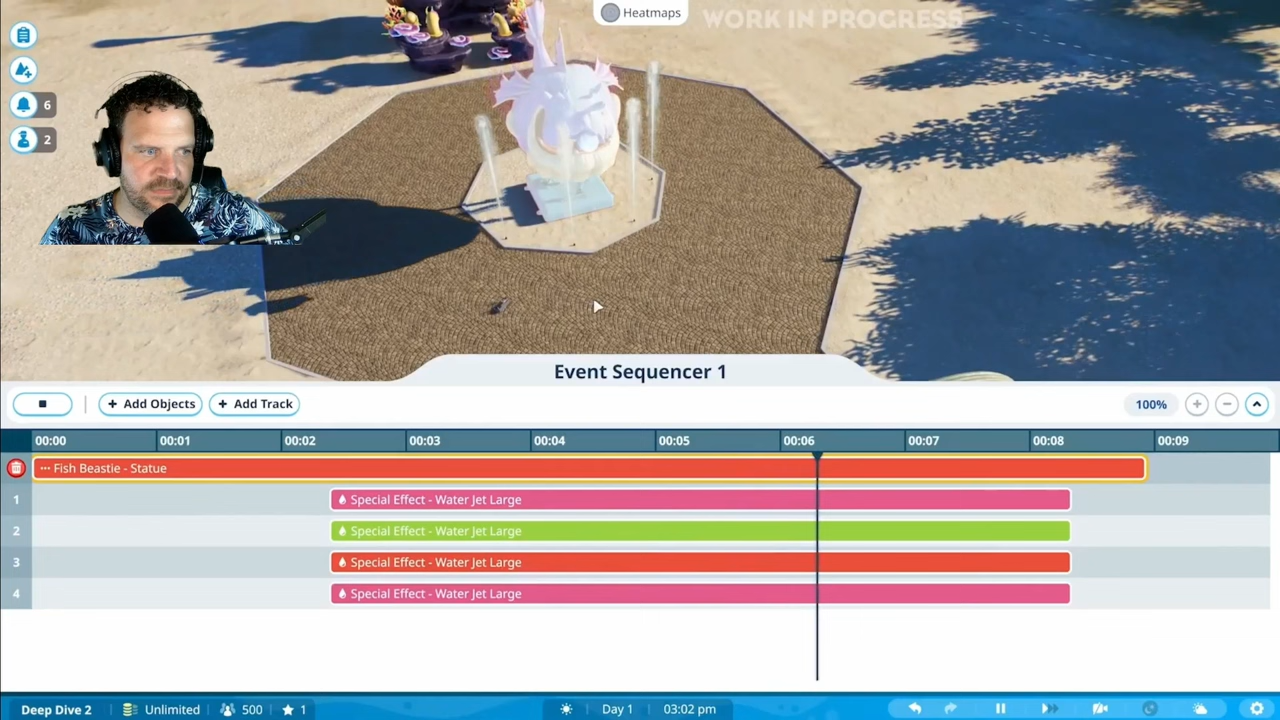 Heatmaps
WORK IN PROGRESS
6
2
Event Sequencer 1
+ Add Objects
+ Add Track
100%
00:00 00:01 00:02 00:03 00:04 00:05 00:06 00:07 00:08 00:09
··· Fish Beastie - Statue
1 Special Effect - Water Jet Large
2 Special Effect - Water Jet Large
3 Special Effect - Water Jet Large
4 Special Effect - Water Jet Large
Deep Dive 2 Unlimited 500 1 Day 1 03:02 pm